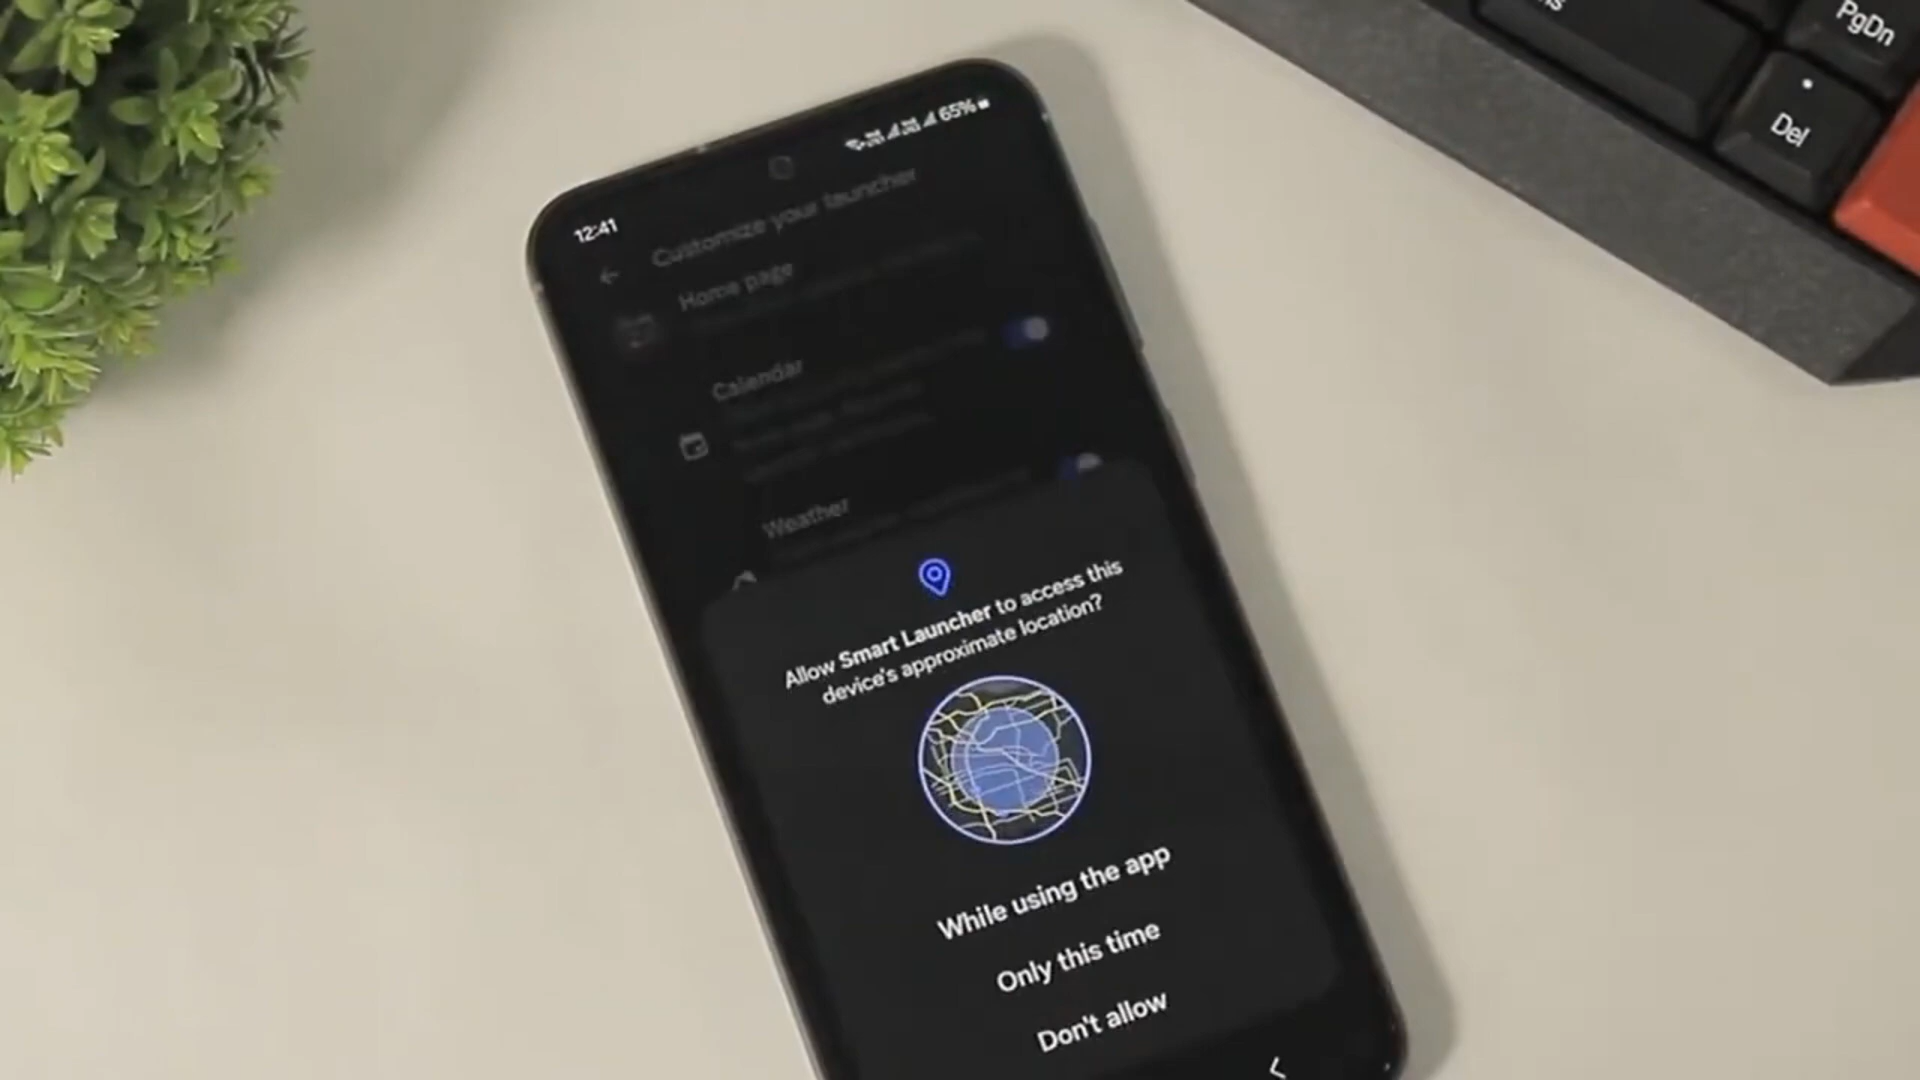 PgDn
Del
65%
12:41
Customize your launcher
Home page
Calendar
Weather
Allow Smart Launcher to access this
device's approximate location?
While using the app
Only this time
Don't allow